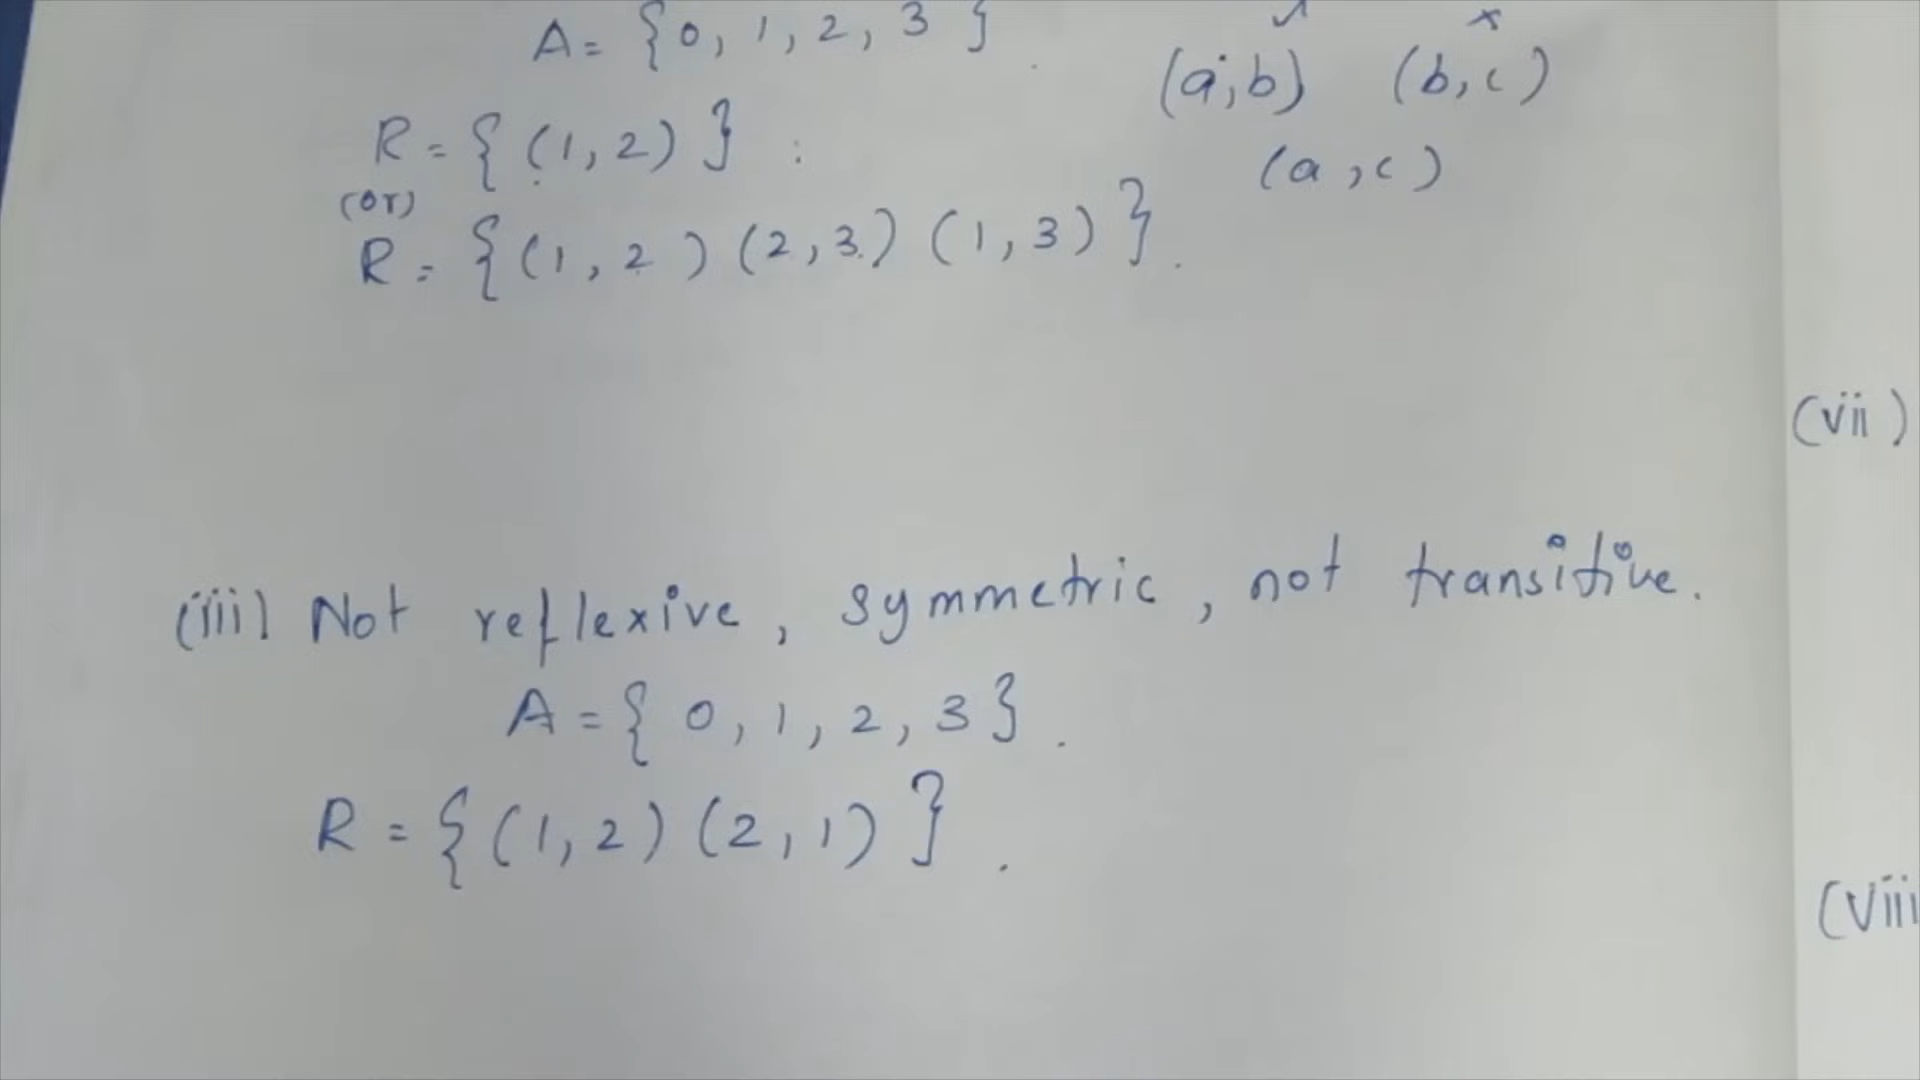 A = {0, 1, 2, 3}.
(a,b) (b,c)
R = {(1,2)} :
(a,c)
(or)
R = {(1,2)(2,3)(1,3)}.
(vii)
(iii) Not reflexive, symmetric, not transitive.
A = {0, 1, 2, 3}.
R = {(1,2)(2,1)}.
(viii